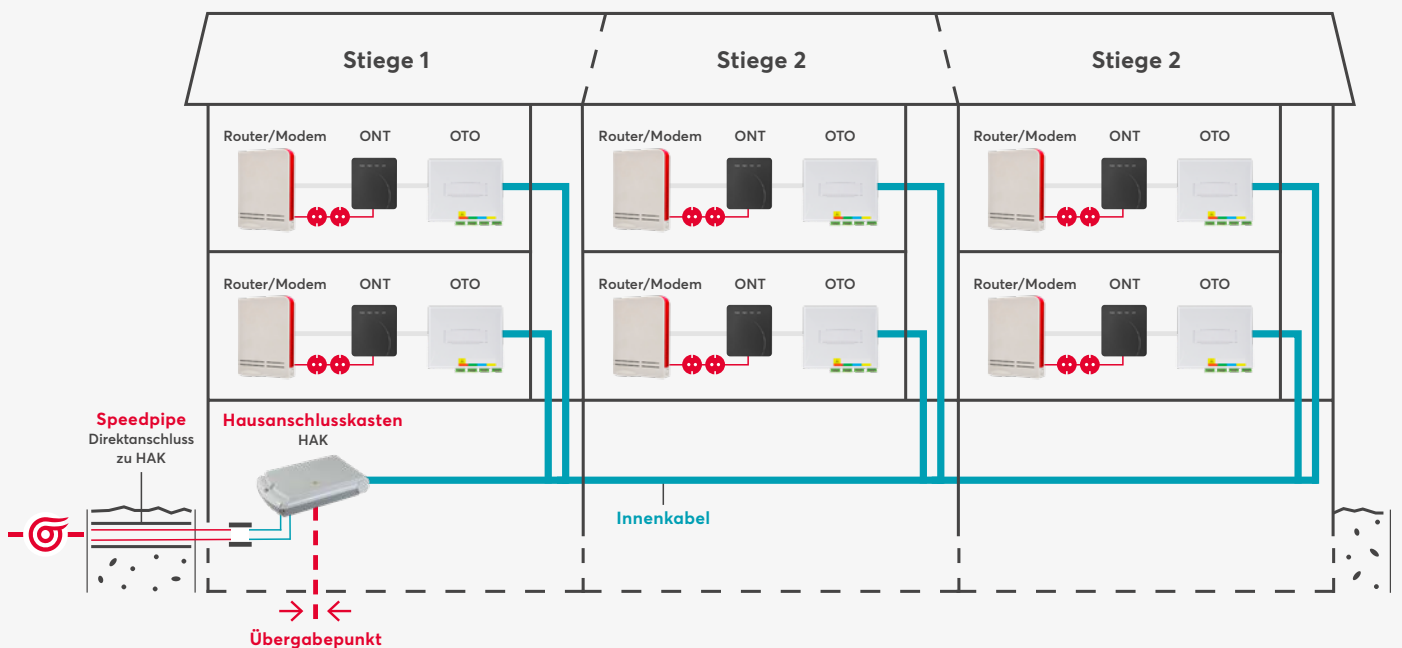 Stiege 1
Stiege 2
Stiege 2
Router/Modem ONT OTO
Router/Modem ONT OTO
Router/Modem ONT OTO
Router/Modem ONT OTO
Router/Modem ONT OTO
Router/Modem ONT OTO
Speedpipe
Direktanschluss
zu HAK
Hausanschlusskasten
HAK
Innenkabel
Übergabepunkt